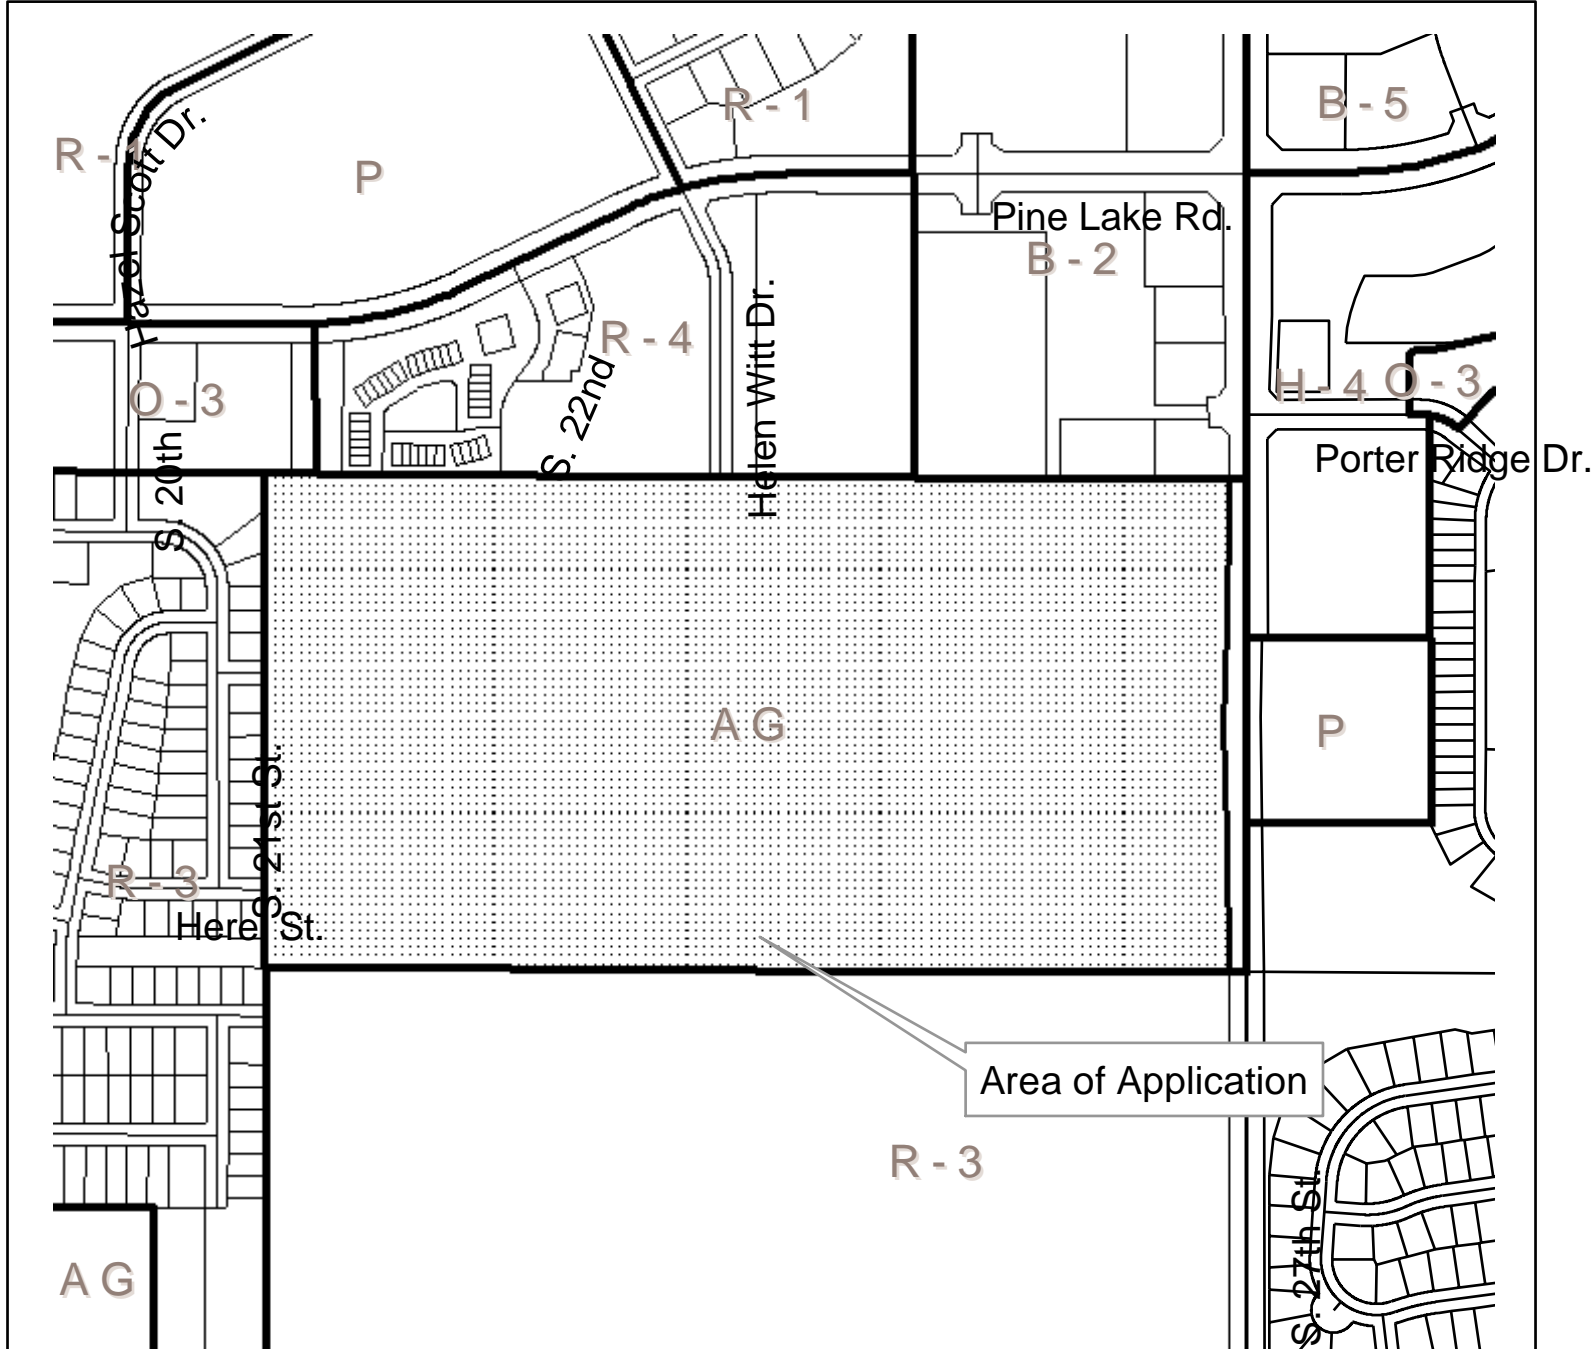 R - 1
B - 5
R - 1
Hazel Scott Dr.
P
Pine Lake Rd.
B - 2
R - 4
Helen Witt Dr.
S. 22nd
H - 4
O - 3
O - 3
S. 20th
Porter Ridge Dr.
A G
P
S. 21st St.
R - 3
Herel St.
Area of Application
R - 3
S. 27th St.
A G